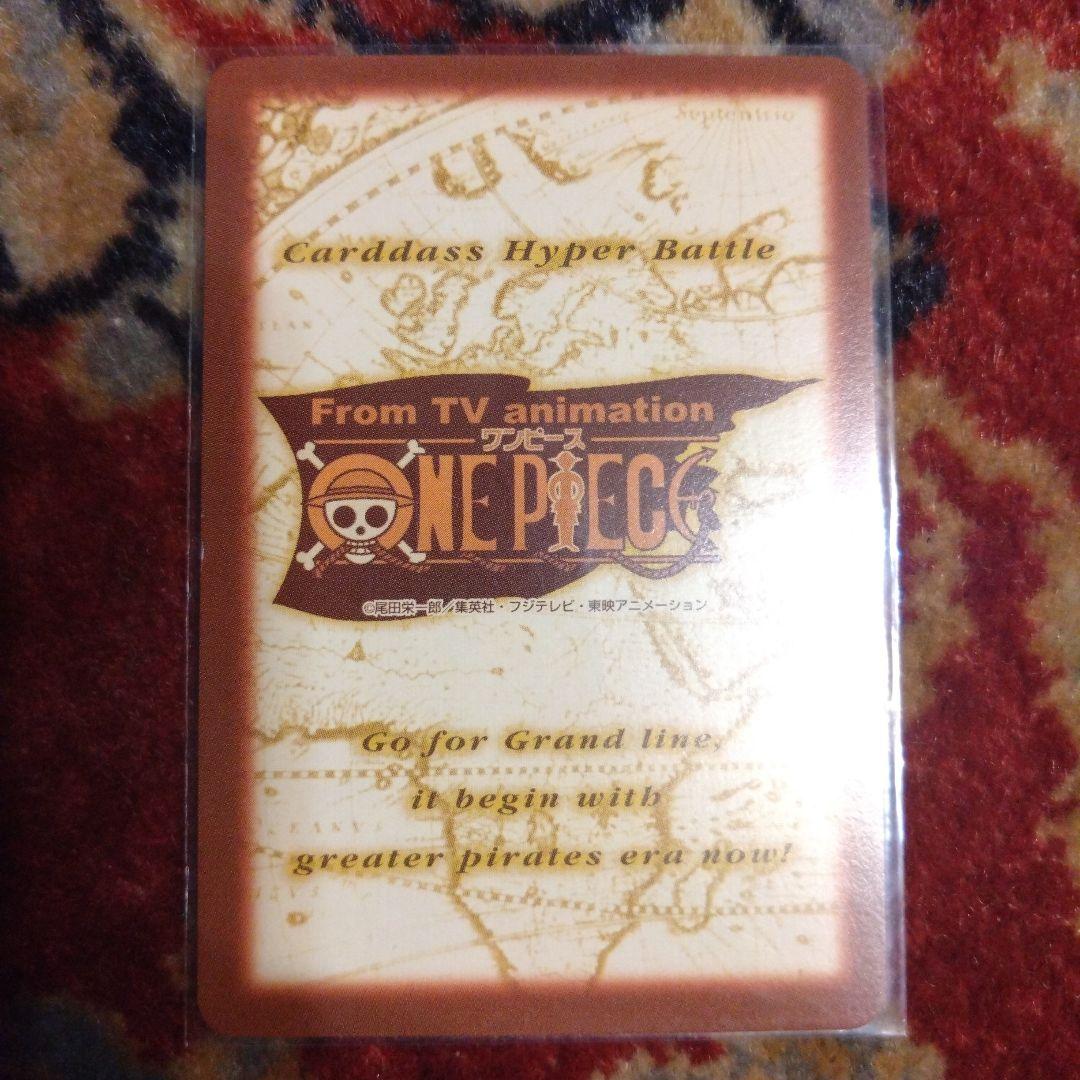 Septentrio
Carddass Hyper Battle
From TV animation
ワンピース
ONE PIECE
©尾田栄一郎／集英社・フジテレビ・東映アニメーション
Go for Grand line,
it begin with
greater pirates era now!